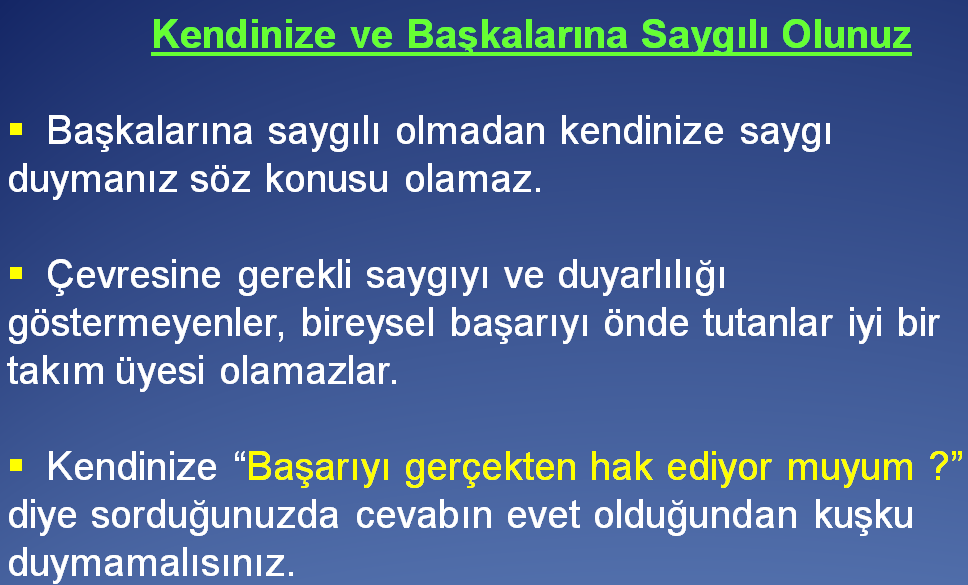 Kendinize ve Başkalarına Saygılı Olunuz
▪ Başkalarına saygılı olmadan kendinize saygı
duymanız söz konusu olamaz.
▪ Çevresine gerekli saygıyı ve duyarlılığı
göstermeyenler, bireysel başarıyı önde tutanlar iyi bir
takım üyesi olamazlar.
▪ Kendinize “Başarıyı gerçekten hak ediyor muyum ?”
diye sorduğunuzda cevabın evet olduğundan kuşku
duymamalısınız.